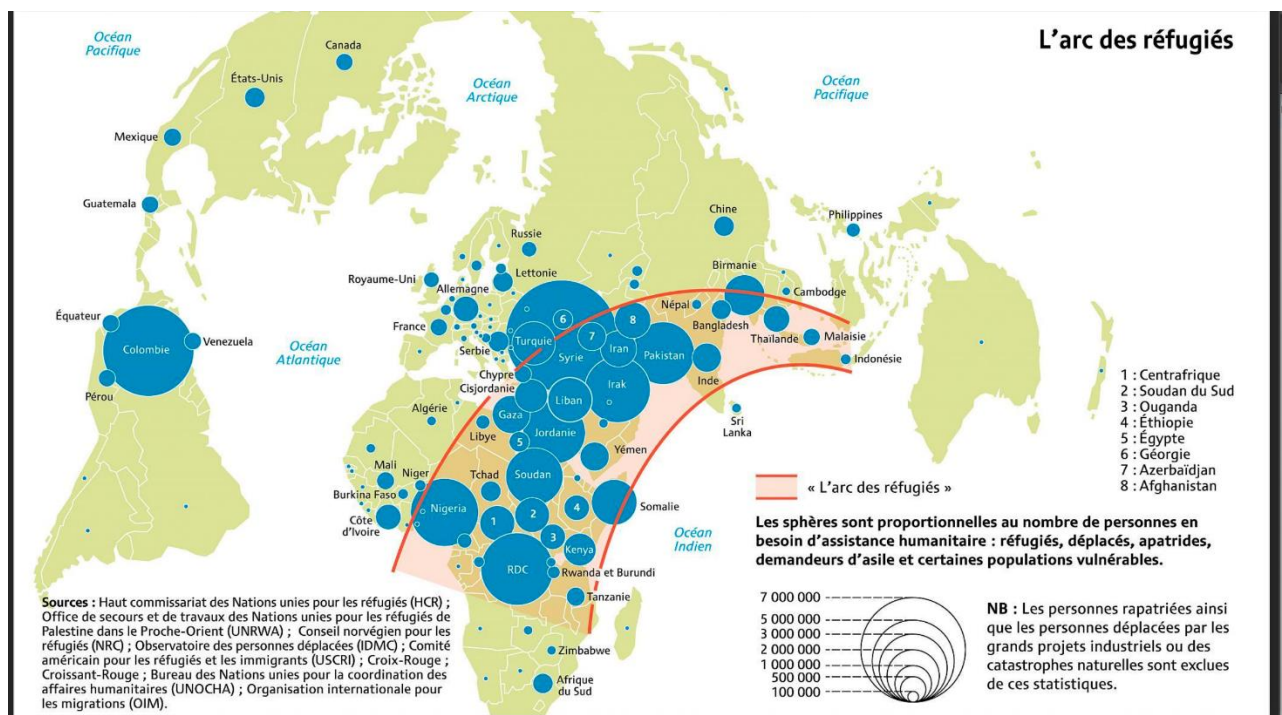 L'arc des réfugiés
Océan
Pacifique
Canada
États-Unis
Océan
Arctique
Océan
Pacifique
Mexique
Guatemala
Chine
Philippines
Russie
Royaume-Uni
Lettonie
Birmanie
Allemagne
Cambodge
Népal
Équateur
6
8
Bangladesh
France
Turquie
7
Thaïlande
Malaisie
Colombie
Venezuela
Océan
Atlantique
Serbie
Syrie
Iran
Pakistan
Indonésie
Pérou
Chypre
Cisjordanie
Irak
Inde
Liban
Algérie
Gaza
Libye
Jordanie
Sri
Lanka
5
Yémen
Mali
Niger
Tchad
Soudan
Burkina Faso
Nigeria
Somalie
Côte
d'Ivoire
1
2
4
3
Kenya
Océan
Indien
RDC
Rwanda et Burundi
Tanzanie
Zimbabwe
Afrique
du Sud
1 : Centrafrique
2 : Soudan du Sud
3 : Ouganda
4 : Éthiopie
5 : Égypte
6 : Géorgie
7 : Azerbaïdjan
8 : Afghanistan
« L'arc des réfugiés »
Les sphères sont proportionnelles au nombre de personnes en
besoin d'assistance humanitaire : réfugiés, déplacés, apatrides,
demandeurs d'asile et certaines populations vulnérables.
7 000 000
5 000 000
3 000 000
2 000 000
1 000 000
500 000
100 000
NB : Les personnes rapatriées ainsi
que les personnes déplacées par les
grands projets industriels ou des
catastrophes naturelles sont exclues
de ces statistiques.
Sources : Haut commissariat des Nations unies pour les réfugiés (HCR) ;
Office de secours et de travaux des Nations unies pour les réfugiés de
Palestine dans le Proche-Orient (UNRWA) ; Conseil norvégien pour les
réfugiés (NRC) ; Observatoire des personnes déplacées (IDMC) ; Comité
américain pour les réfugiés et les immigrants (USCRI) ; Croix-Rouge ;
Croissant-Rouge ; Bureau des Nations unies pour la coordination des
affaires humanitaires (UNOCHA) ; Organisation internationale pour
les migrations (OIM).